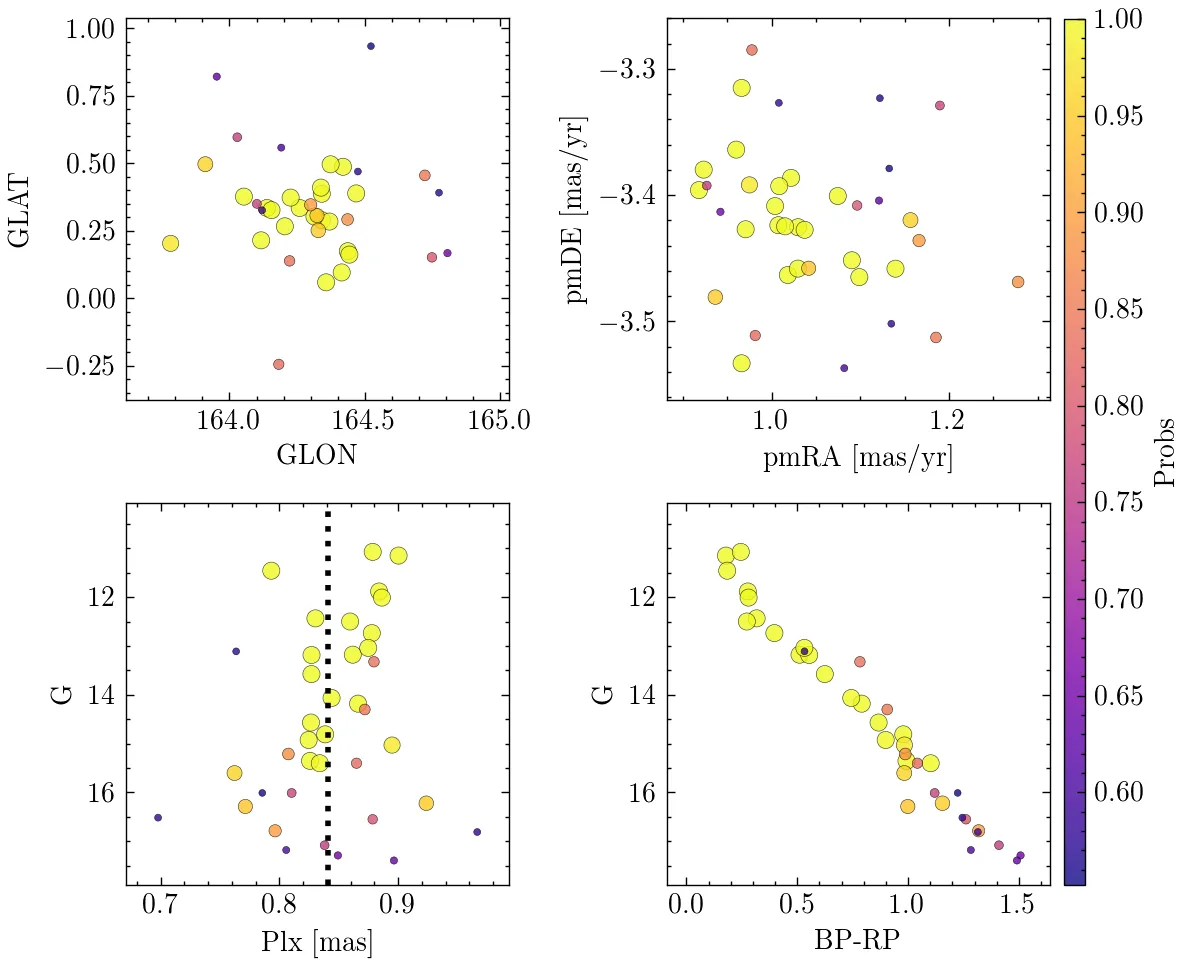 1.00
0.75
0.50
0.25
0.00
−0.25
GLAT
164.0 164.5 165.0
GLON
−3.3
−3.4
−3.5
pmDE [mas/yr]
1.0 1.2
pmRA [mas/yr]
12
14
16
G
0.7 0.8 0.9
Plx [mas]
12
14
16
G
0.0 0.5 1.0 1.5
BP-RP
1.00
0.95
0.90
0.85
0.80
0.75
0.70
0.65
0.60
Probs